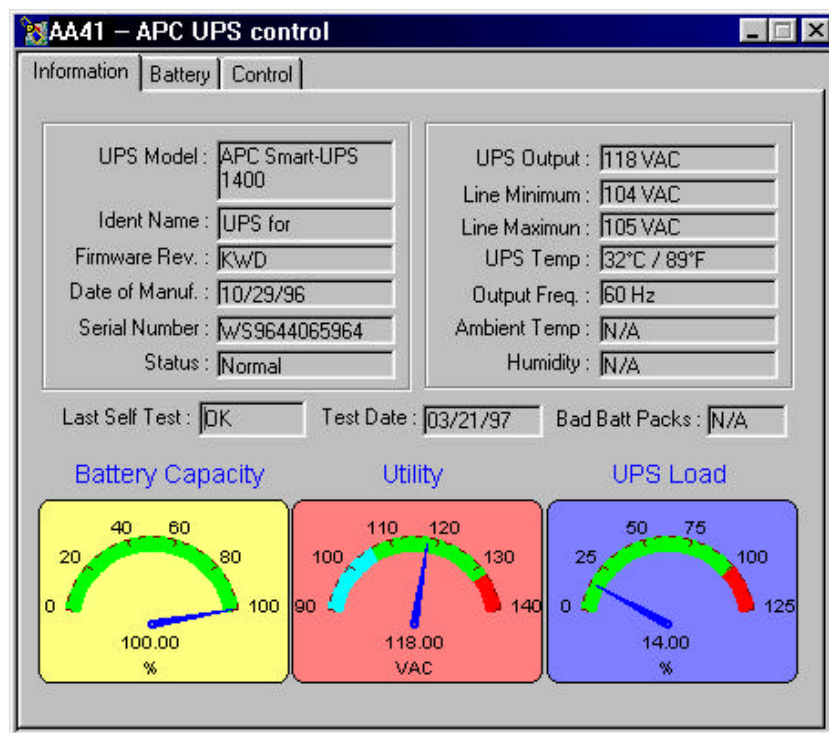 AA41 – APC UPS control
Information Battery Control
UPS Model : APC Smart-UPS
1400
Ident Name : UPS for
Firmware Rev. : KWD
Date of Manuf. : 10/29/96
Serial Number : WS9644065964
Status : Normal
UPS Output : 118 VAC
Line Minimum : 104 VAC
Line Maximun : 105 VAC
UPS Temp : 32°C / 89°F
Output Freq. : 60 Hz
Ambient Temp : N/A
Humidity : N/A
Last Self Test : OK Test Date : 03/21/97 Bad Batt Packs : N/A
Battery Capacity
0 20 40 60 80 100
100.00
%
Utility
90 100 110 120 130 140
118.00
VAC
UPS Load
0 25 50 75 100 125
14.00
%